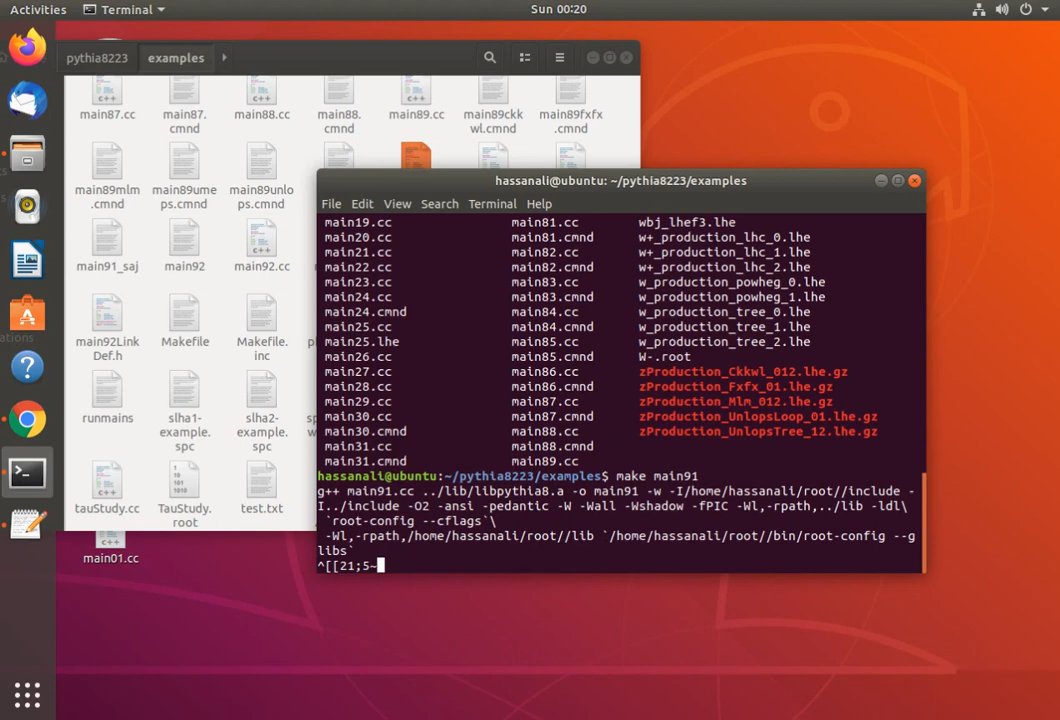 Activities
Terminal
Sun 00:20
pythia8223
examples
main87.cc
main87.
cmnd
main88.cc
main88.
cmnd
main89.cc
main89ckk
wl.cmnd
main89fxfx
.cmnd
main89mlm
.cmnd
main89ume
ps.cmnd
main89unlo
ps.cmnd
main91_saj
main92
main92.cc
main92Link
Def.h
Makefile
Makefile.
inc
runmains
slha1-
example.
spc
slha2-
example.
spc
tauStudy.cc
TauStudy.
root
test.txt
main01.cc
hassanali@ubuntu: ~/pythia8223/examples
File Edit View Search Terminal Help
main19.cc main81.cc wbj_lhef3.lhe
main20.cc main81.cmnd w+_production_lhc_0.lhe
main21.cc main82.cc w+_production_lhc_1.lhe
main22.cc main82.cmnd w+_production_lhc_2.lhe
main23.cc main83.cc w_production_powheg_0.lhe
main24.cc main83.cmnd w_production_powheg_1.lhe
main24.cmnd main84.cc w_production_tree_0.lhe
main25.cc main84.cmnd w_production_tree_1.lhe
main25.lhe main85.cc w_production_tree_2.lhe
main26.cc main85.cmnd W-.root
main27.cc main86.cc zProduction_Ckkwl_012.lhe.gz
main28.cc main86.cmnd zProduction_Fxfx_01.lhe.gz
main29.cc main87.cc zProduction_Mlm_012.lhe.gz
main30.cc main87.cmnd zProduction_UnlopsLoop_01.lhe.gz
main30.cmnd main88.cc zProduction_UnlopsTree_12.lhe.gz
main31.cc main88.cmnd
main31.cmnd main89.cc
hassanali@ubuntu:~/pythia8223/examples$ make main91
g++ main91.cc ../lib/libpythia8.a -o main91 -w -I/home/hassanali/root//include -
I../include -O2 -ansi -pedantic -W -Wall -Wshadow -fPIC -Wl,-rpath,../lib -ldl\
 `root-config --cflags`\
 -Wl,-rpath,/home/hassanali/root//lib `/home/hassanali/root//bin/root-config --g
libs`
^[[21;5~